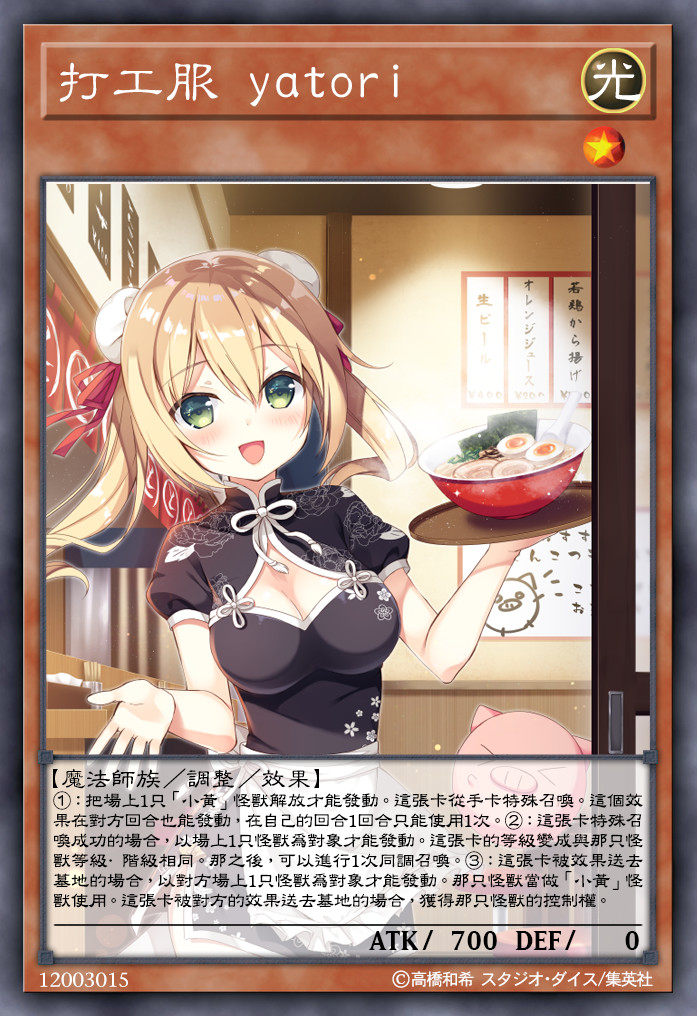 打工服 yatori
光
若鶏から揚げ
オレンジジュース
生ビール
【魔法師族／調整／效果】
①：把場上1只「小黃」怪獸解放才能發動。這張卡從手卡特殊召喚。這個效
果在對方回合也能發動，在自己的回合1回合只能使用1次。②：這張卡特殊召
喚成功的場合，以場上1只怪獸爲對象才能發動。這張卡的等級變成與那只怪
獸等級·階級相同。那之後，可以進行1次同調召喚。③：這張卡被效果送去
墓地的場合，以對方場上1只怪獸爲對象才能發動。那只怪獸當做「小黃」怪
獸使用。這張卡被對方的效果送去墓地的場合，獲得那只怪獸的控制權。
ATK/ 700 DEF/ 0
12003015
©高橋和希 スタジオ・ダイス/集英社